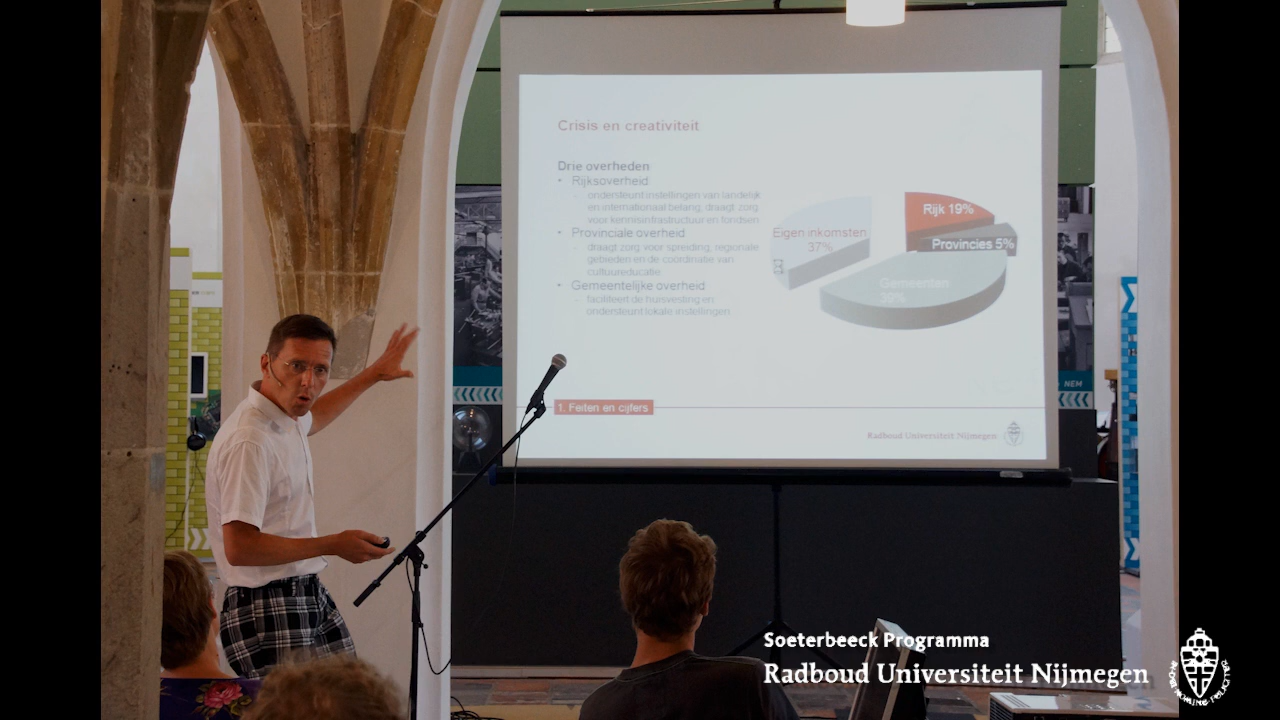 Crisis en creativiteit
Drie overheden
• Rijksoverheid
- ondersteunt instellingen van landelijk
en internationaal belang, draagt zorg
voor kennisinfrastructuur en fondsen
• Provinciale overheid
- draagt zorg voor spreiding, regionale
gebieden en de coördinatie van
cultuureducatie
• Gemeentelijke overheid
- faciliteert de huisvesting en
ondersteunt lokale instellingen
Eigen inkomsten
37%
Rijk 19%
Provincies 5%
Gemeenten
39%
1. Feiten en cijfers
Radboud Universiteit Nijmegen
NEM
Soeterbeeck Programma
Radboud Universiteit Nijmegen